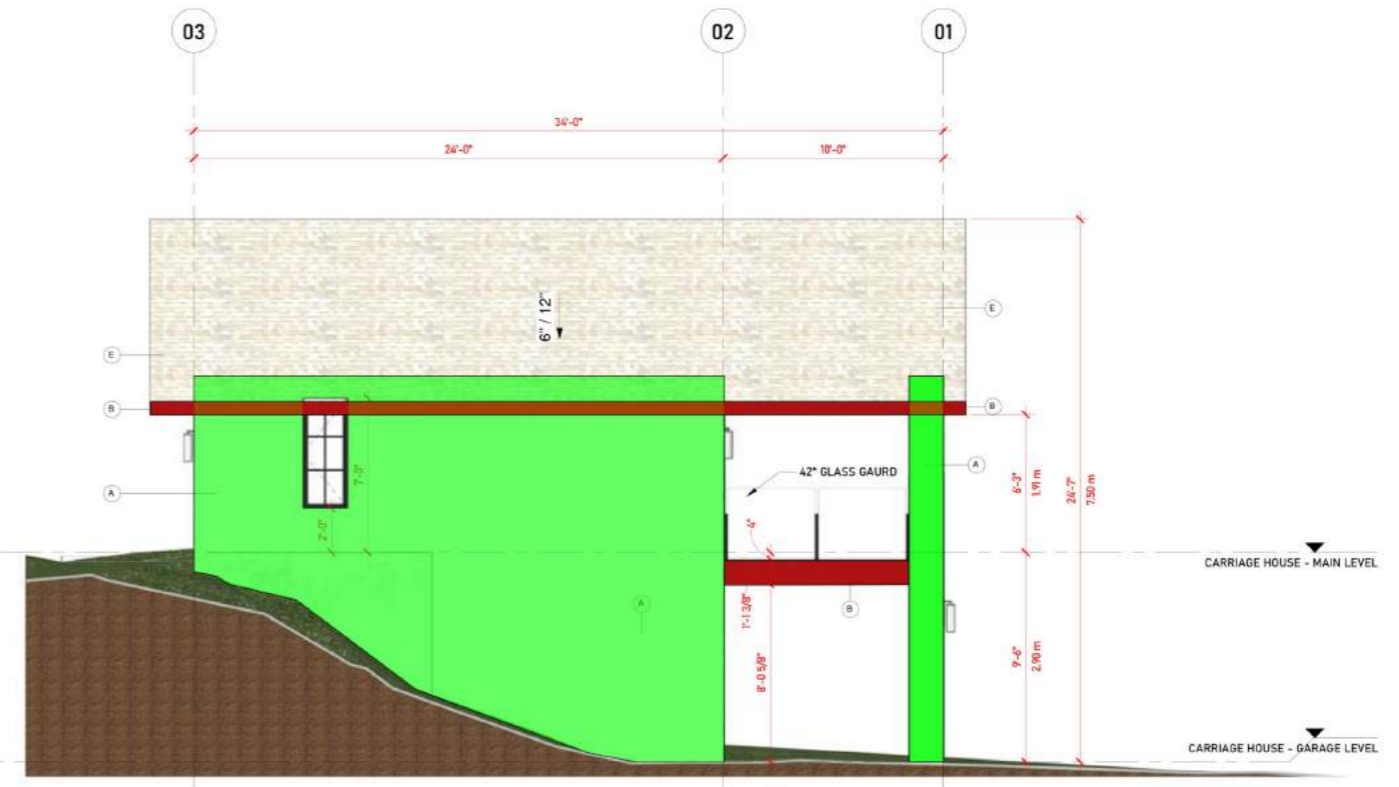 03
02
01
34'-0"
24'-0"
10'-0"
6" / 12"
E
E
B
B
7'-0"
42" GLASS GAURD
A
A
6'-3"
1.91 m
24'-7"
7.50 m
2'-0"
4"
CARRIAGE HOUSE - MAIN LEVEL
A
B
1'-1 3/8"
8'-0 5/8"
9'-6"
2.90 m
CARRIAGE HOUSE - GARAGE LEVEL